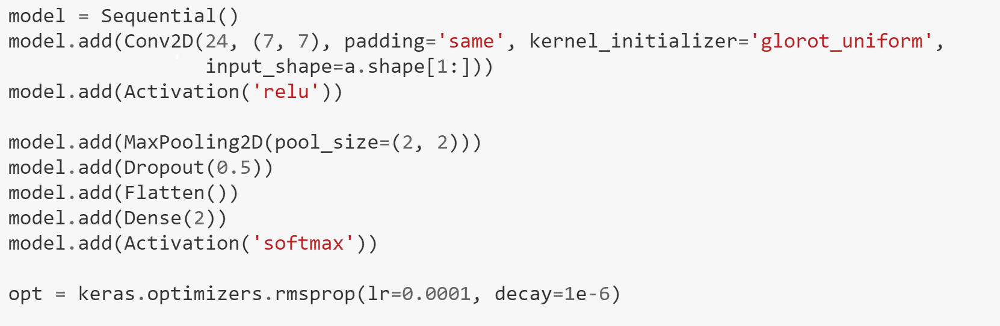 model = Sequential()
model.add(Conv2D(24, (7, 7), padding='same', kernel_initializer='glorot_uniform',
                 input_shape=a.shape[1:]))
model.add(Activation('relu'))

model.add(MaxPooling2D(pool_size=(2, 2)))
model.add(Dropout(0.5))
model.add(Flatten())
model.add(Dense(2))
model.add(Activation('softmax'))

opt = keras.optimizers.rmsprop(lr=0.0001, decay=1e-6)